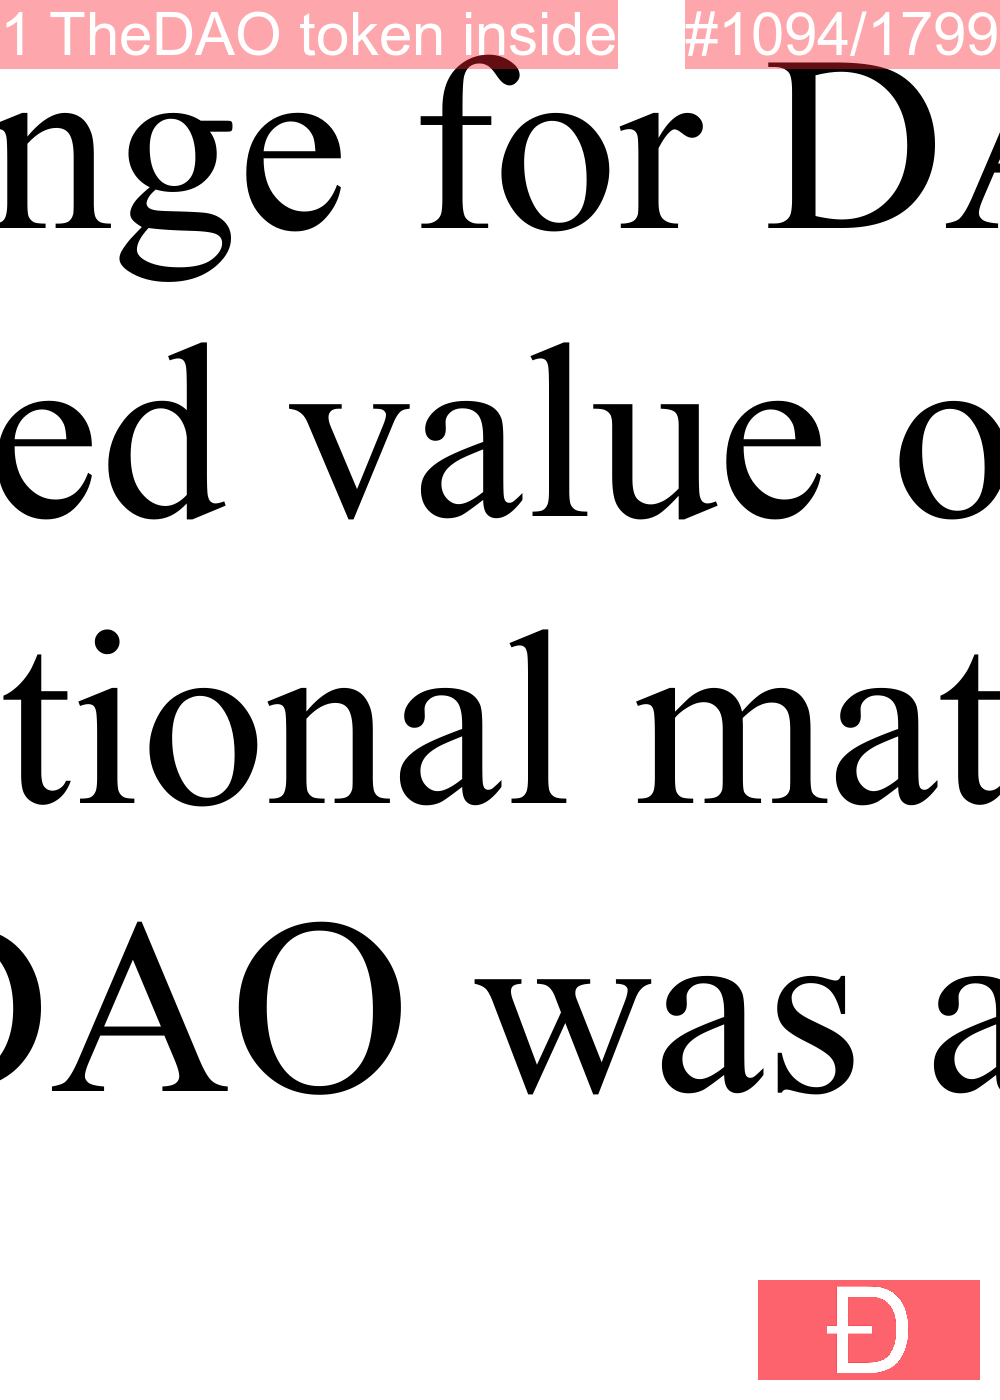 1 TheDAO token inside #1094/1799
nge for DA
ed value o
tional mat
DAO was a
Đ